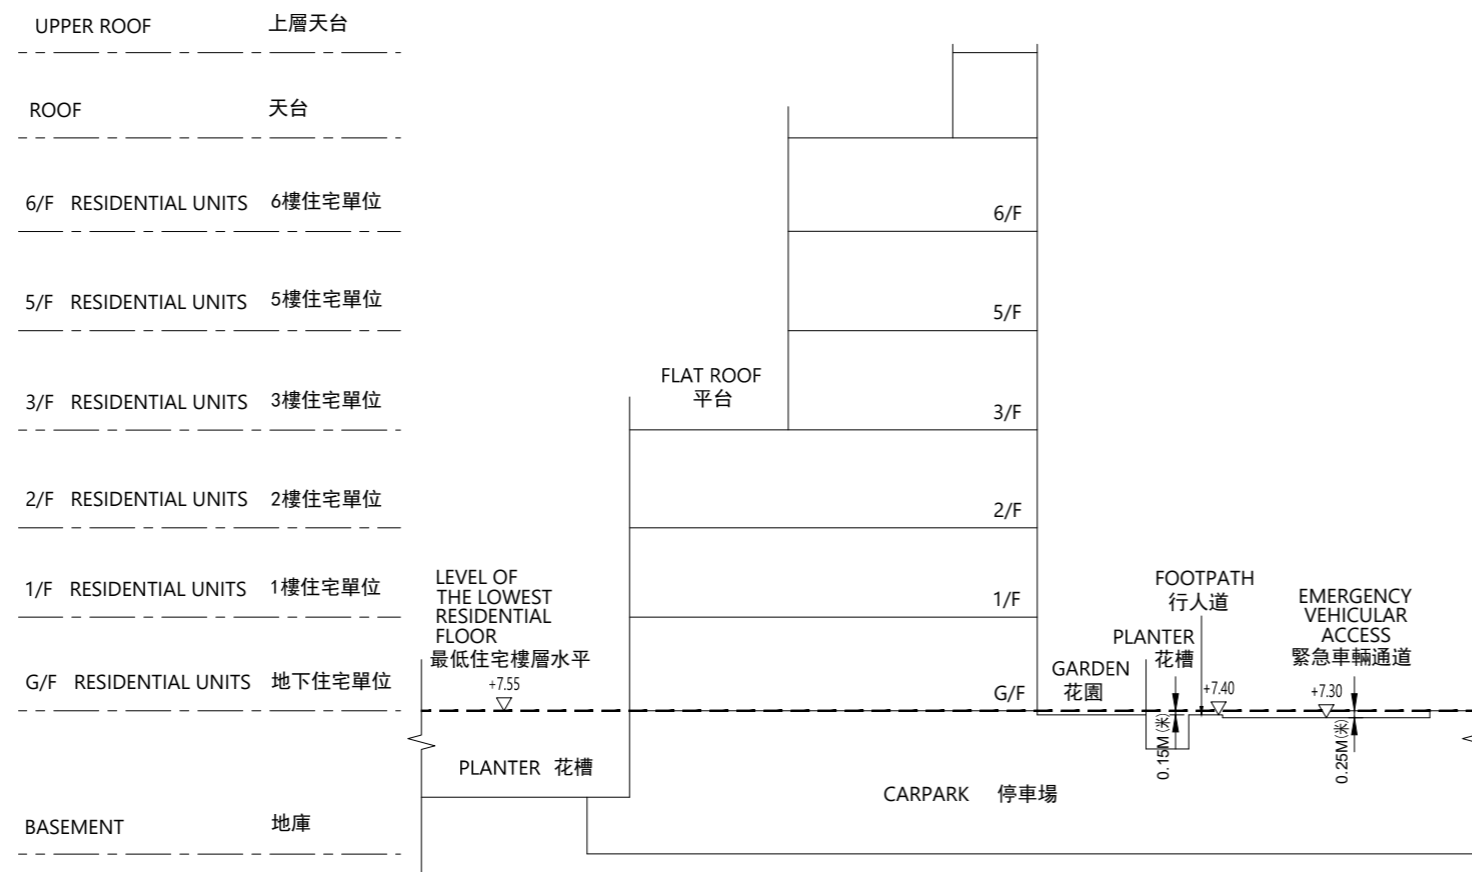 UPPER ROOF 上層天台
ROOF 天台
6/F RESIDENTIAL UNITS 6樓住宅單位
6/F
5/F RESIDENTIAL UNITS 5樓住宅單位
5/F
FLAT ROOF
平台
3/F RESIDENTIAL UNITS 3樓住宅單位
3/F
2/F RESIDENTIAL UNITS 2樓住宅單位
2/F
1/F RESIDENTIAL UNITS 1樓住宅單位
1/F
LEVEL OF
THE LOWEST
RESIDENTIAL
FLOOR
最低住宅樓層水平
+7.55
FOOTPATH
行人道
EMERGENCY
VEHICULAR
ACCESS
緊急車輛通道
PLANTER
花槽
GARDEN
花園
G/F RESIDENTIAL UNITS 地下住宅單位
G/F
+7.40
+7.30
0.15M (米)
0.25M (米)
PLANTER 花槽
CARPARK 停車場
BASEMENT 地庫